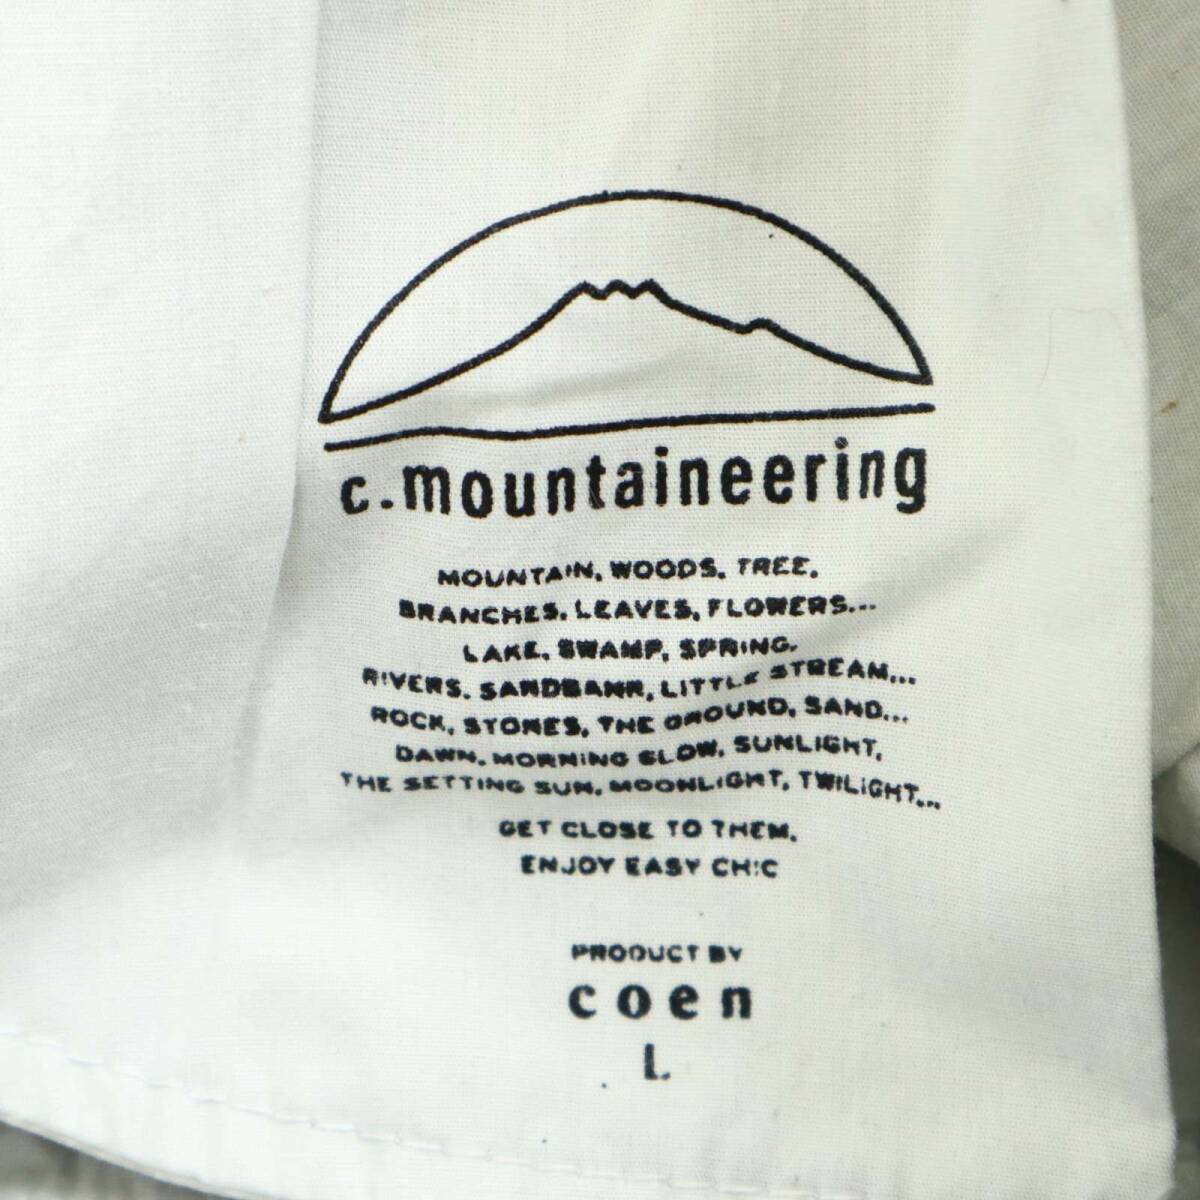 c.mountaineering
MOUNTAIN, WOODS, TREE,
BRANCHES, LEAVES, FLOWERS...
LAKE, SWAMP, SPRING,
RIVERS, SANDBANK, LITTLE STREAM...
ROCK, STONES, THE GROUND, SAND...
DAWN, MORNING GLOW, SUNLIGHT,
THE SETTING SUN, MOONLIGHT, TWILIGHT...
GET CLOSE TO THEM,
ENJOY EASY CHIC
PRODUCT BY
coen
L